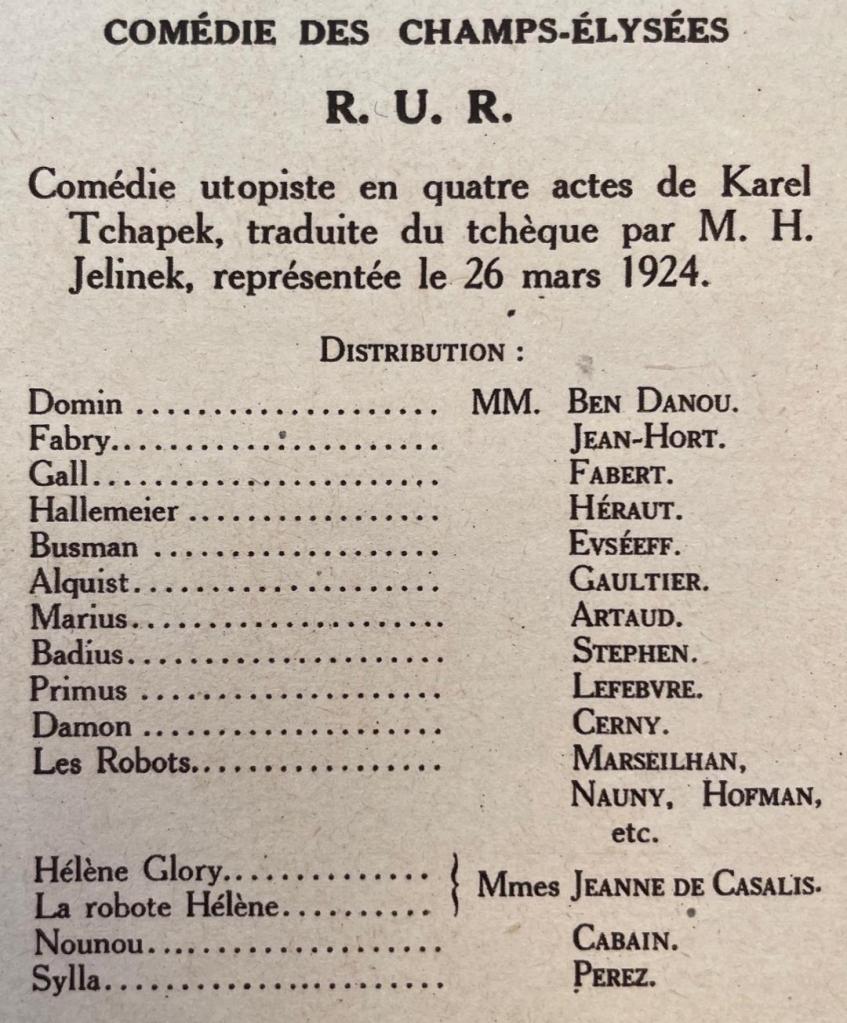 COMÉDIE DES CHAMPS-ÉLYSÉES
R. U. R.
Comédie utopiste en quatre actes de Karel
Tchapek, traduite du tchèque par M. H.
Jelinek, représentée le 26 mars 1924.
DISTRIBUTION :
Domin .................... MM. BEN DANOU.
Fabry..................... JEAN-HORT.
Gall...................... FABERT.
Hallemeier ................ HÉRAUT.
Busman ................... EVSÉEFF.
Alquist.................... GAULTIER.
Marius.................... ARTAUD.
Badius.................... STEPHEN.
Primus ................... LEFEBVRE.
Damon ................... CERNY.
Les Robots................ MARSEILHAN,
NAUNY, HOFMAN,
etc.
Hélène Glory..............
La robote Hélène.......... } Mmes JEANNE DE CASALIS.
Nounou................... CABAIN.
Sylla...................... PEREZ.